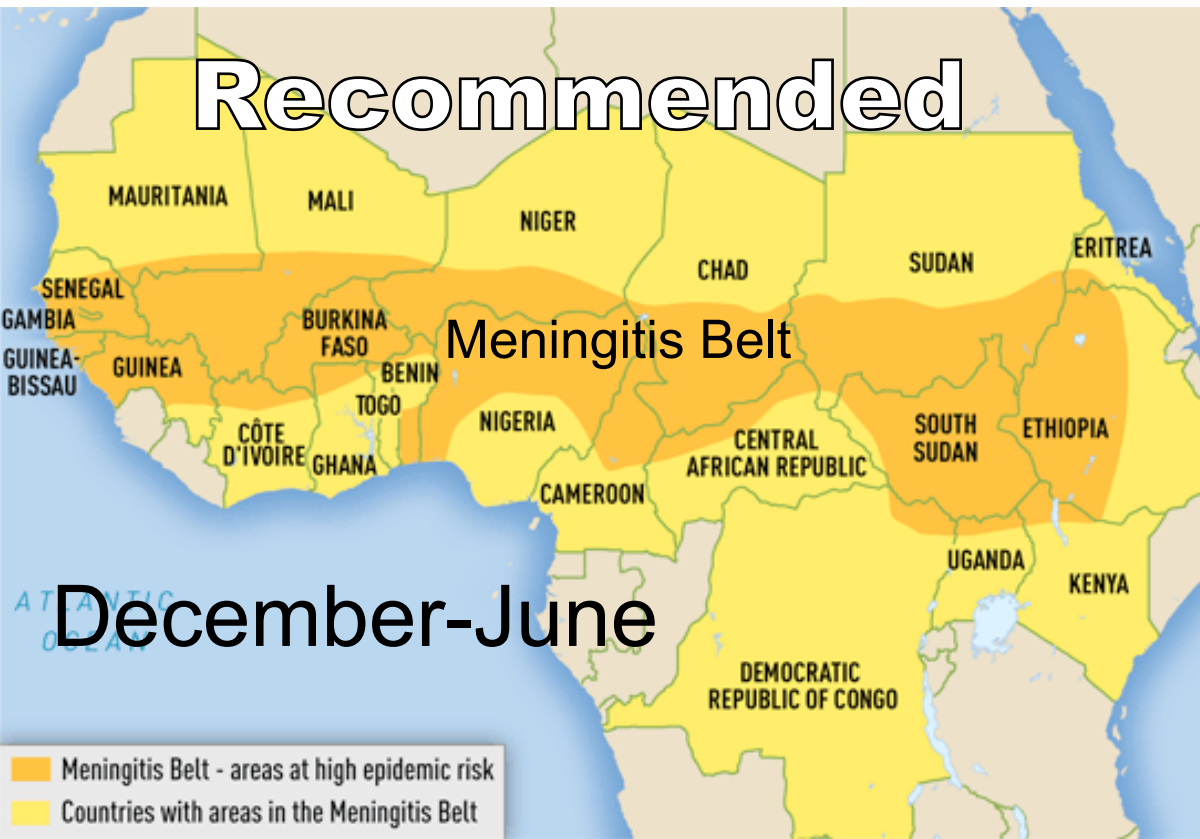 Recommended
MAURITANIA
MALI
NIGER
CHAD
SUDAN
ERITREA
SENEGAL
GAMBIA
GUINEA-
BISSAU
GUINEA
BURKINA
FASO
Meningitis Belt
BENIN
TOGO
CÔTE
D'IVOIRE
GHANA
NIGERIA
CAMEROON
CENTRAL
AFRICAN REPUBLIC
SOUTH
SUDAN
ETHIOPIA
UGANDA
KENYA
ATLANTIC
OCEAN
December-June
DEMOCRATIC
REPUBLIC OF CONGO
Meningitis Belt - areas at high epidemic risk
Countries with areas in the Meningitis Belt